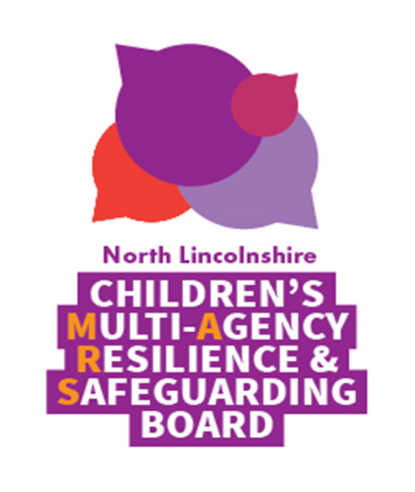 North Lincolnshire
CHILDREN'S
MULTI-AGENCY
RESILIENCE &
SAFEGUARDING
BOARD